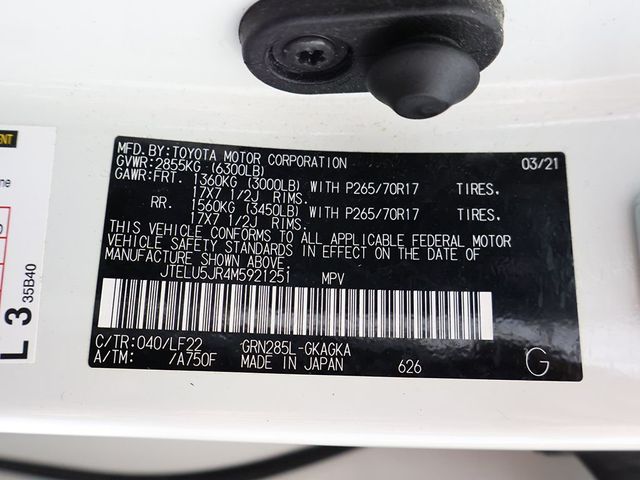 MFD.BY:TOYOTA MOTOR CORPORATION 03/21
GVWR:2855KG (6300LB)
GAWR:FRT. 1360KG (3000LB) WITH P265/70R17 TIRES.
17X7 1/2J RIMS.
RR. 1560KG (3450LB) WITH P265/70R17 TIRES.
17X7 1/2J RIMS.
THIS VEHICLE CONFORMS TO ALL APPLICABLE FEDERAL MOTOR
VEHICLE SAFETY STANDARDS IN EFFECT ON THE DATE OF
MANUFACTURE SHOWN ABOVE.
JTELU5JR4M5921251 MPV
C/TR:040/LF22 GRN285L-GKAGKA
A/TM: /A750F MADE IN JAPAN 626 G
L 3 35B40